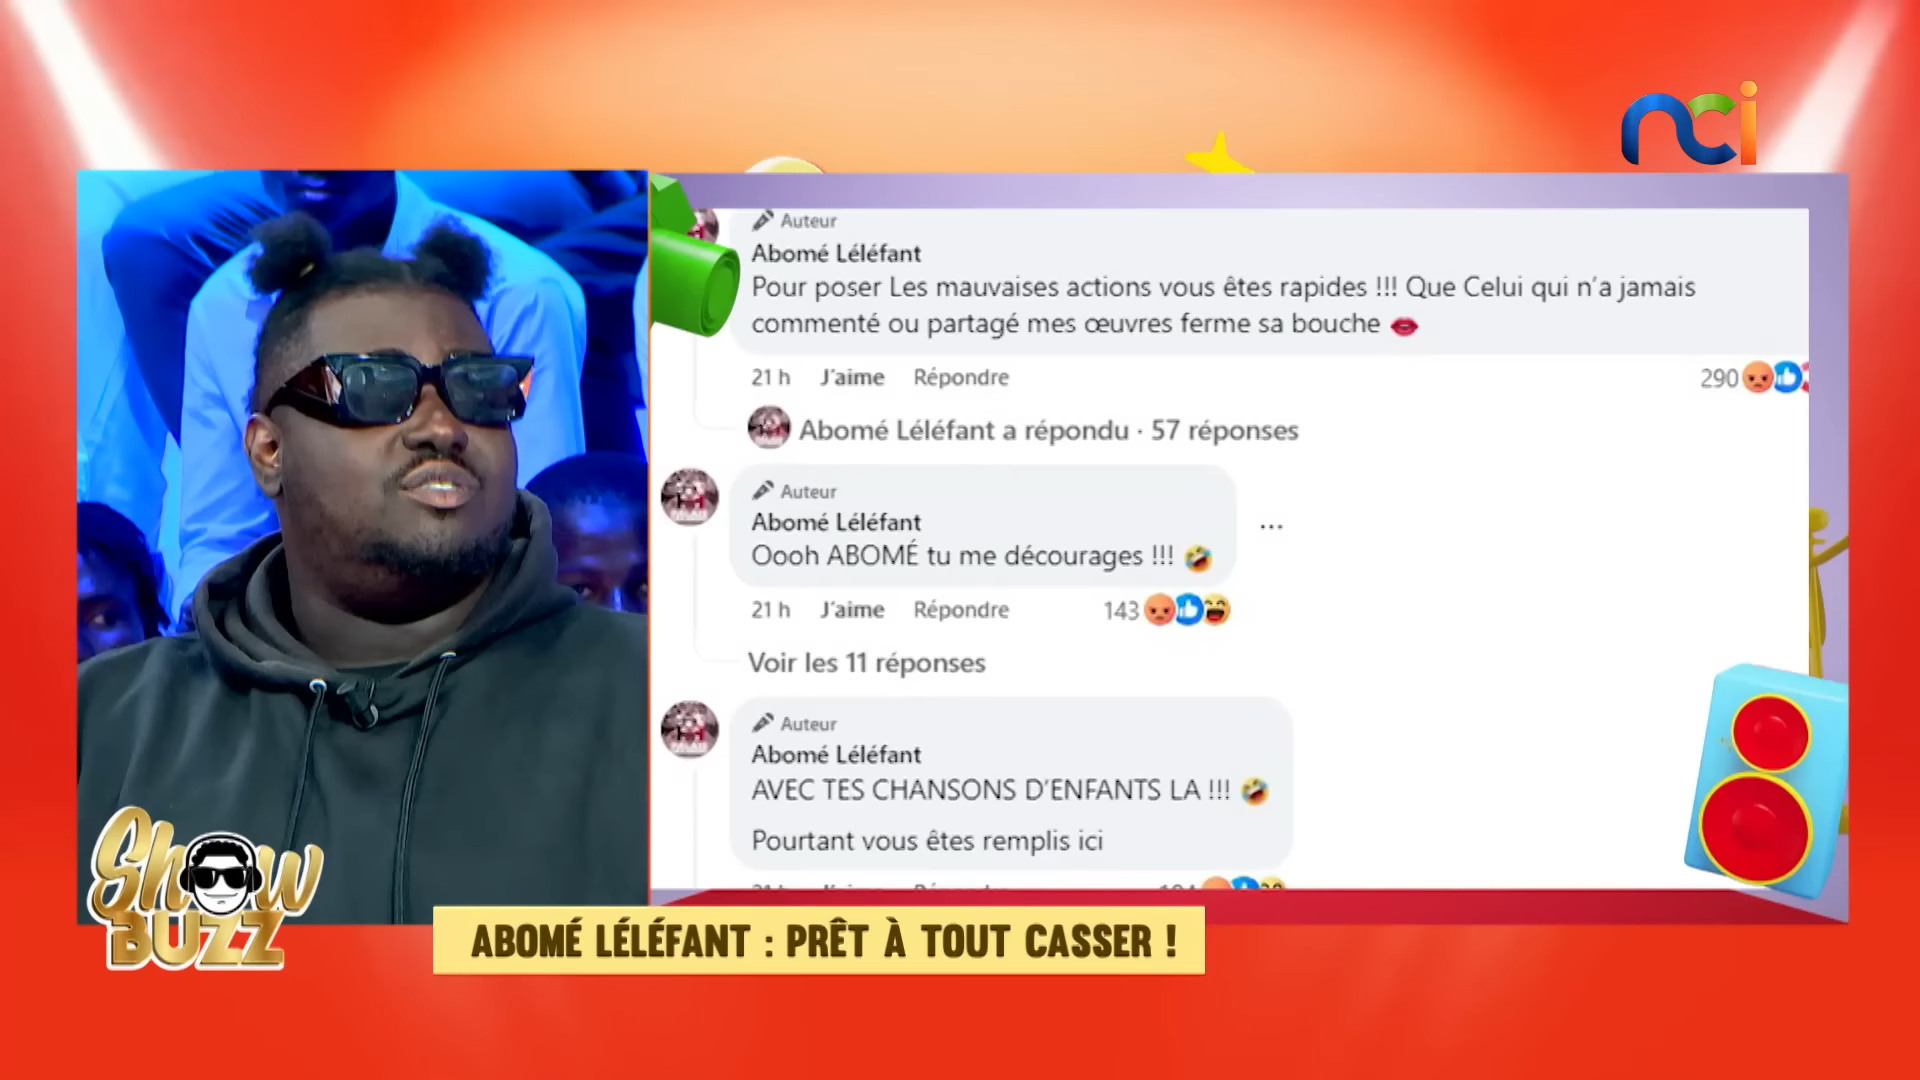 nci
Auteur
Abomé Léléfant
Pour poser Les mauvaises actions vous êtes rapides !!! Que Celui qui n’a jamais
commenté ou partagé mes œuvres ferme sa bouche 👄
21 h J’aime Répondre 290
Abomé Léléfant a répondu · 57 réponses
Auteur
Abomé Léléfant
Oooh ABOMÉ tu me décourages !!! 🤣
21 h J’aime Répondre 143
Voir les 11 réponses
Auteur
Abomé Léléfant
AVEC TES CHANSONS D’ENFANTS LA !!! 🤣
Pourtant vous êtes remplis ici
Show
BUZZ
ABOMÉ LÉLÉFANT : PRÊT À TOUT CASSER !